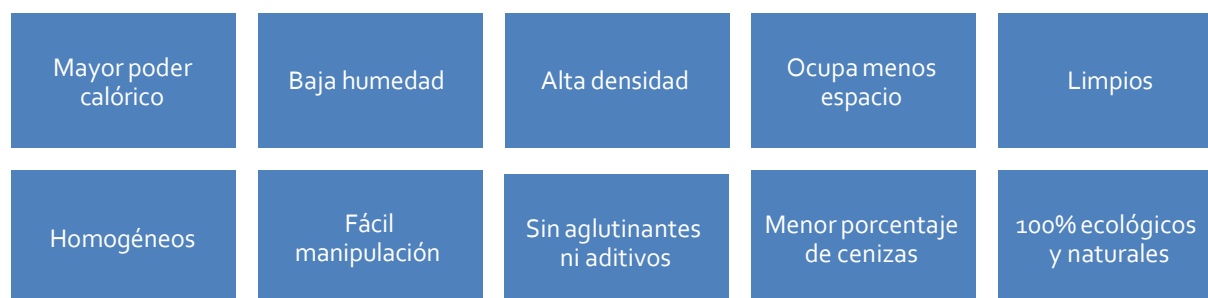 Mayor poder
calórico
Baja humedad
Alta densidad
Ocupa menos
espacio
Limpios
Homogéneos
Fácil
manipulación
Sin aglutinantes
ni aditivos
Menor porcentaje
de cenizas
100% ecológicos
y naturales